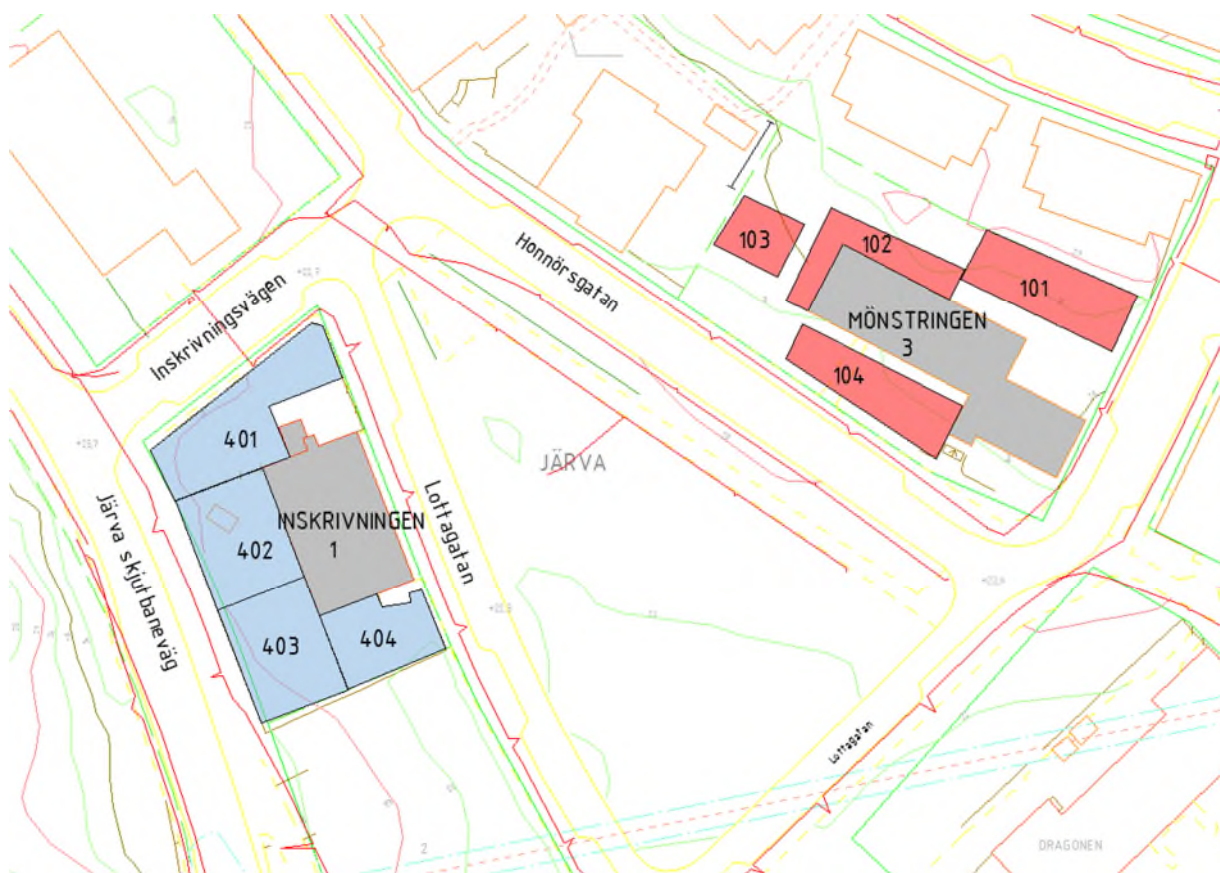 103
102
101
MÖNSTRINGEN
3
104
Honnörsgatan
Inskrivningsvägen
401
402
403
404
INSKRIVNINGEN
1
JÄRVA
Lottagatan
Järva skjutbaneväg
Lottagatan
DRAGONEN
2